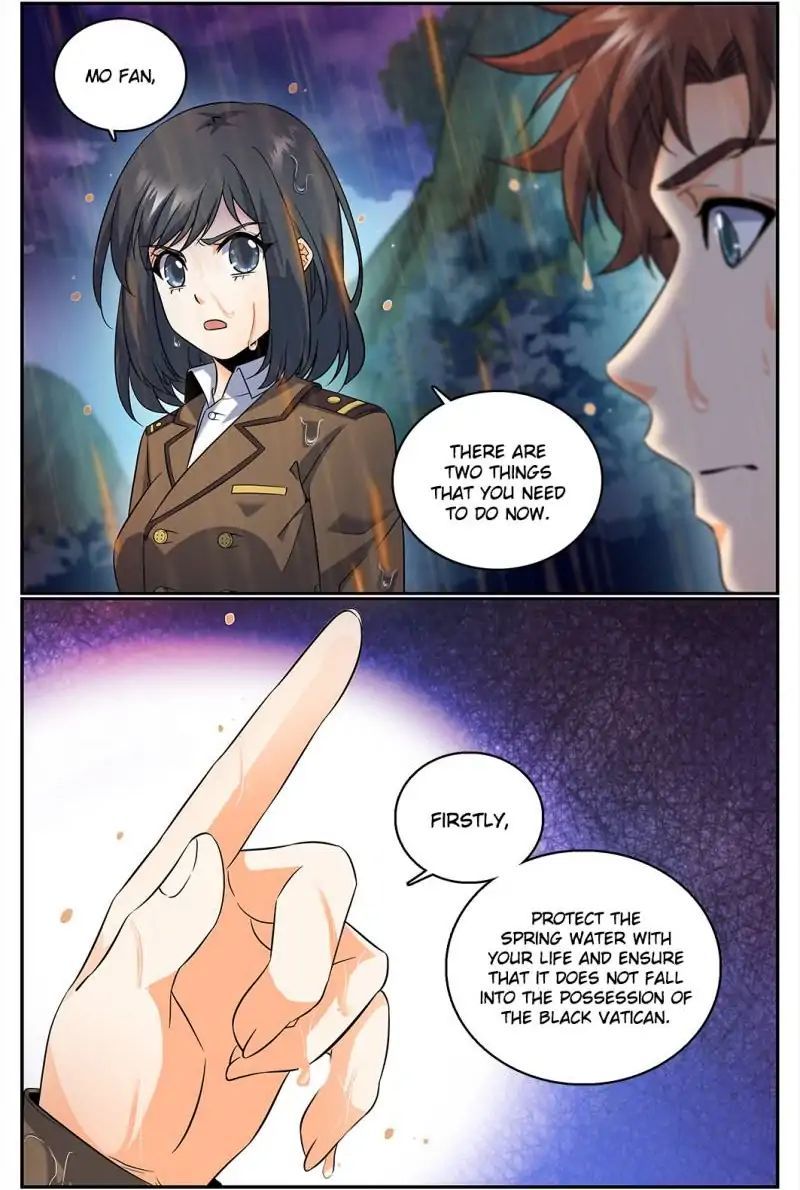 MO FAN,
THERE ARE
TWO THINGS
THAT YOU NEED
TO DO NOW.
FIRSTLY,
PROTECT THE
SPRING WATER WITH
YOUR LIFE AND ENSURE
THAT IT DOES NOT FALL
INTO THE POSSESSION OF
THE BLACK VATICAN.